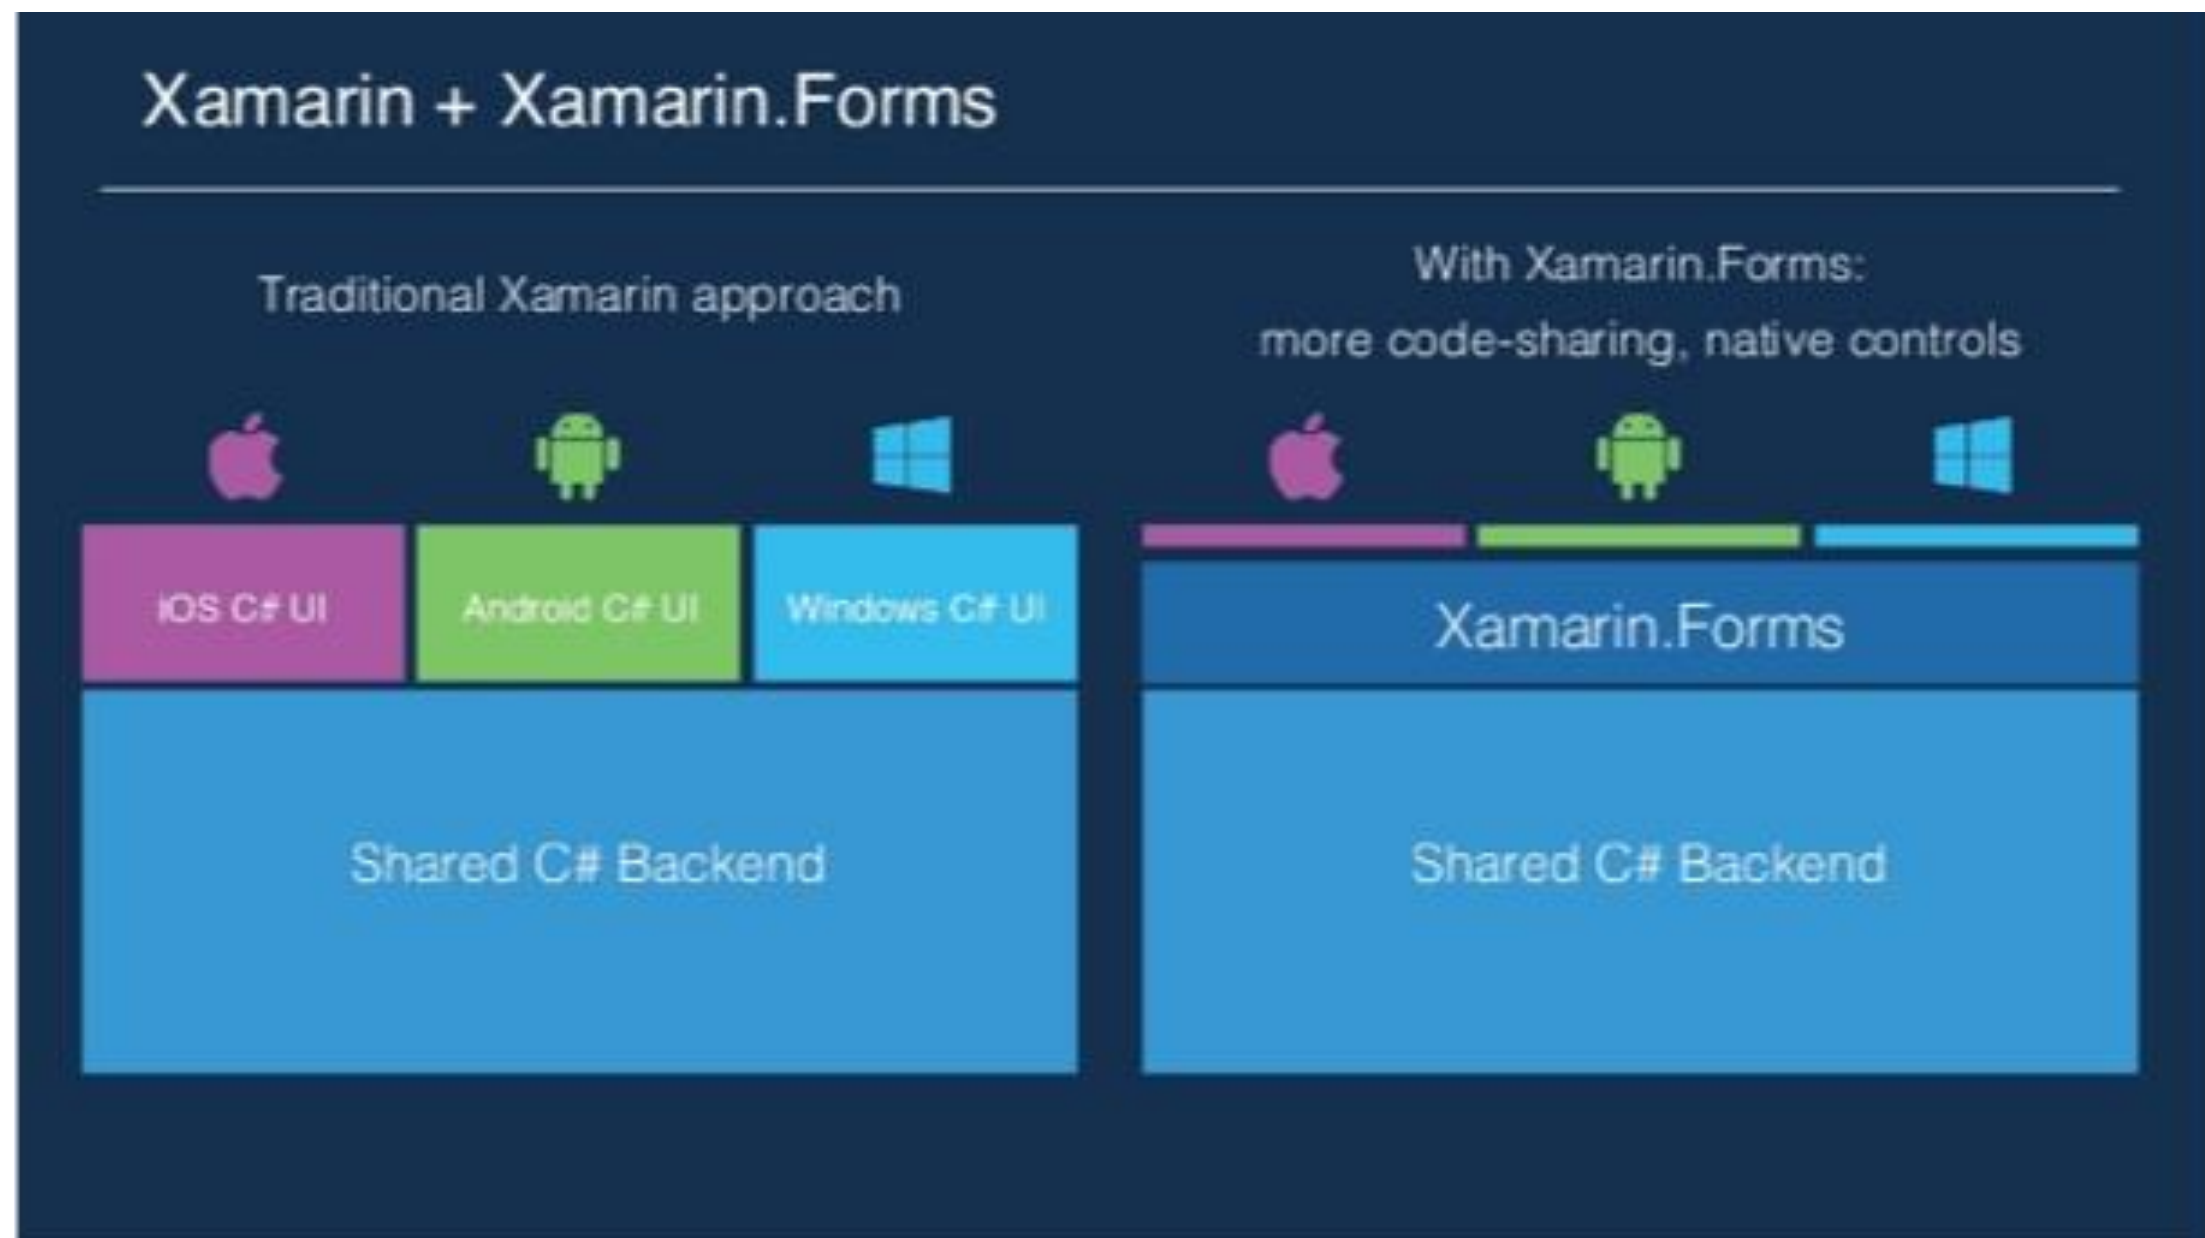 Xamarin + Xamarin.Forms
Traditional Xamarin approach
With Xamarin.Forms:
more code-sharing, native controls
iOS C# UI
Android C# UI
Windows C# UI
Shared C# Backend
Xamarin.Forms
Shared C# Backend